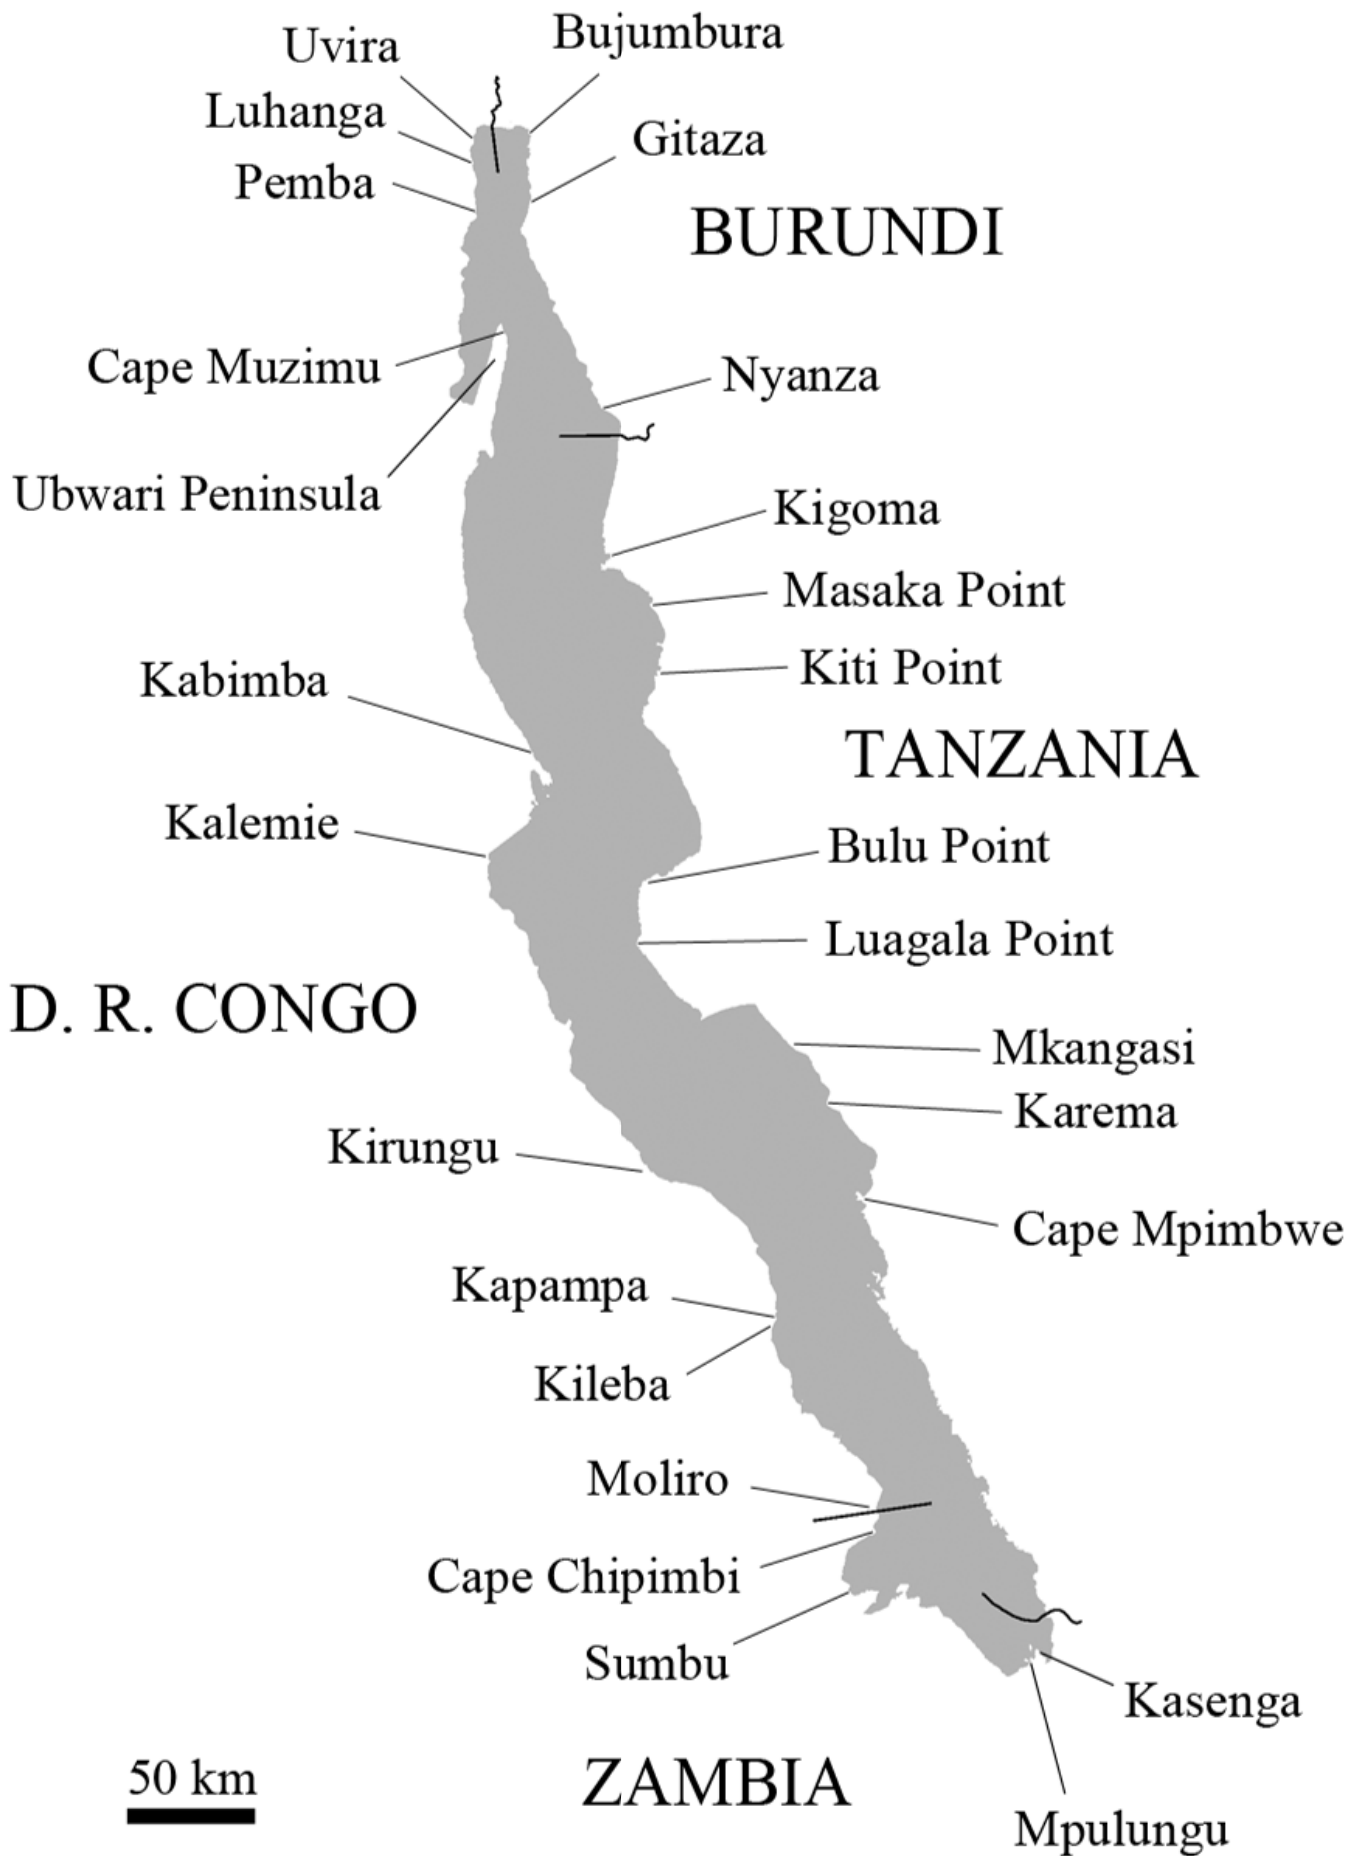 Uvira
Bujumbura
Luhanga
Gitaza
Pemba
BURUNDI
Cape Muzimu
Nyanza
Ubwari Peninsula
Kigoma
Masaka Point
Kiti Point
Kabimba
TANZANIA
Kalemie
Bulu Point
Luagala Point
D. R. CONGO
Mkangasi
Karema
Kirungu
Cape Mpimbwe
Kapampa
Kileba
Moliro
Cape Chipimbi
Sumbu
Kasenga
50 km
ZAMBIA
Mpulungu